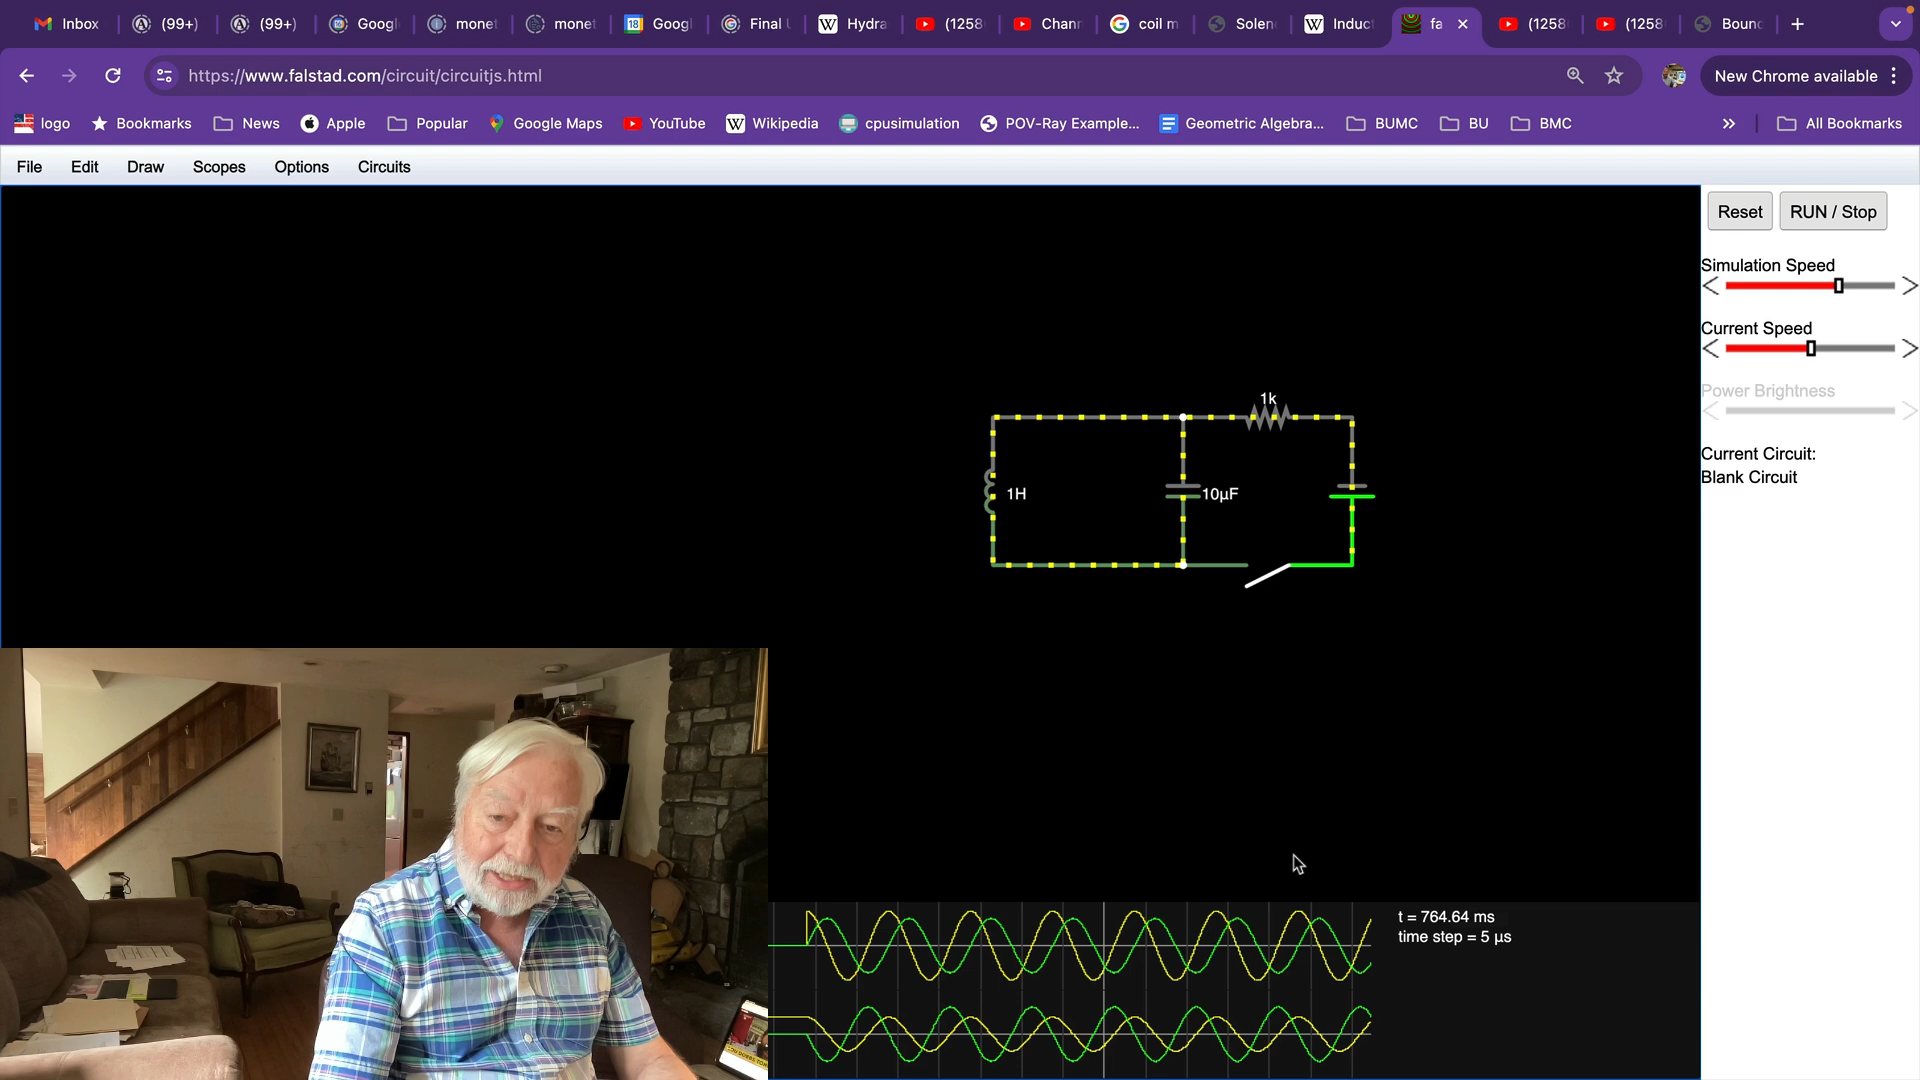 Inbox (99+) (99+) Googl monet monet Googl Final Hydra (1258 Chann coil m Solen Induct fa (1258 (1258 Bounc
https://www.falstad.com/circuit/circuitjs.html New Chrome available
logo Bookmarks News Apple Popular Google Maps YouTube Wikipedia cpusimulation POV-Ray Example... Geometric Algebra... BUMC BU BMC » All Bookmarks
File Edit Draw Scopes Options Circuits
Reset RUN / Stop
Simulation Speed
Current Speed
Power Brightness
Current Circuit:
Blank Circuit
1k
1H
10μF
t = 764.64 ms
time step = 5 μs